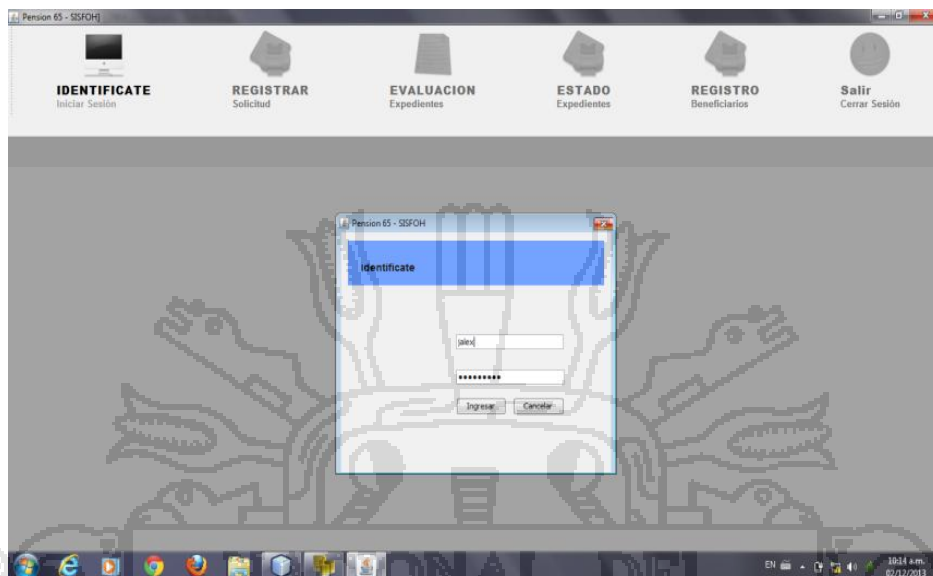 Pension 65 - SISFOH]
IDENTIFICATE
Iniciar Sesión
REGISTRAR
Solicitud
EVALUACION
Expedientes
ESTADO
Expedientes
REGISTRO
Beneficiarios
Salir
Cerrar Sesión
Pension 65 - SISFOH
Identificate
jalex
Ingresar
Cancelar
EN
10:14 a.m.
02/12/2013